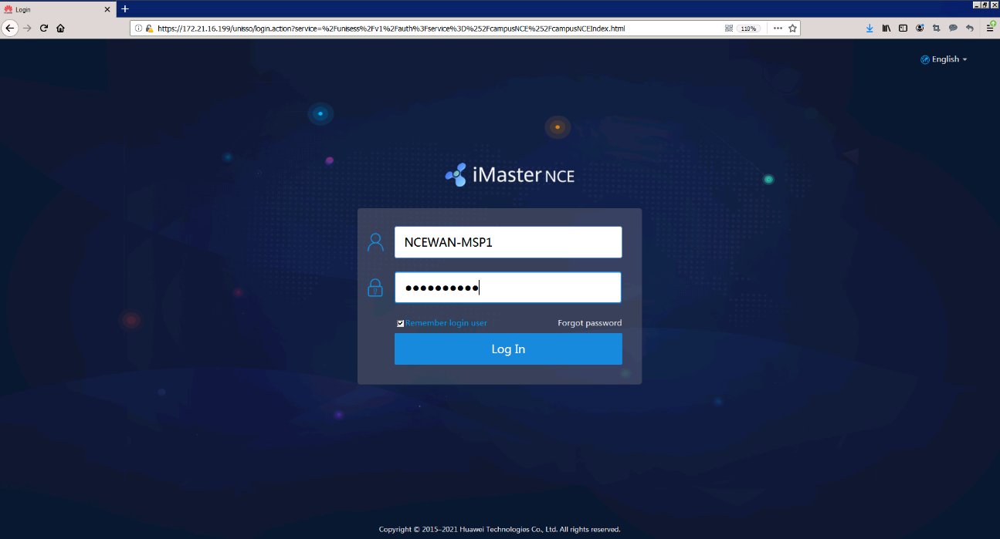 Login
https://172.21.16.199/unisso/login.action?service=%2Funisess%2Fv1%2Fauth%3Fservice%3D%252FcampusNCE%252FcampusNCEIndex.html
110%
English
iMaster NCE
NCEWAN-MSP1
Remember login user Forgot password
Log In
Copyright © 2015–2021 Huawei Technologies Co., Ltd. All rights reserved.